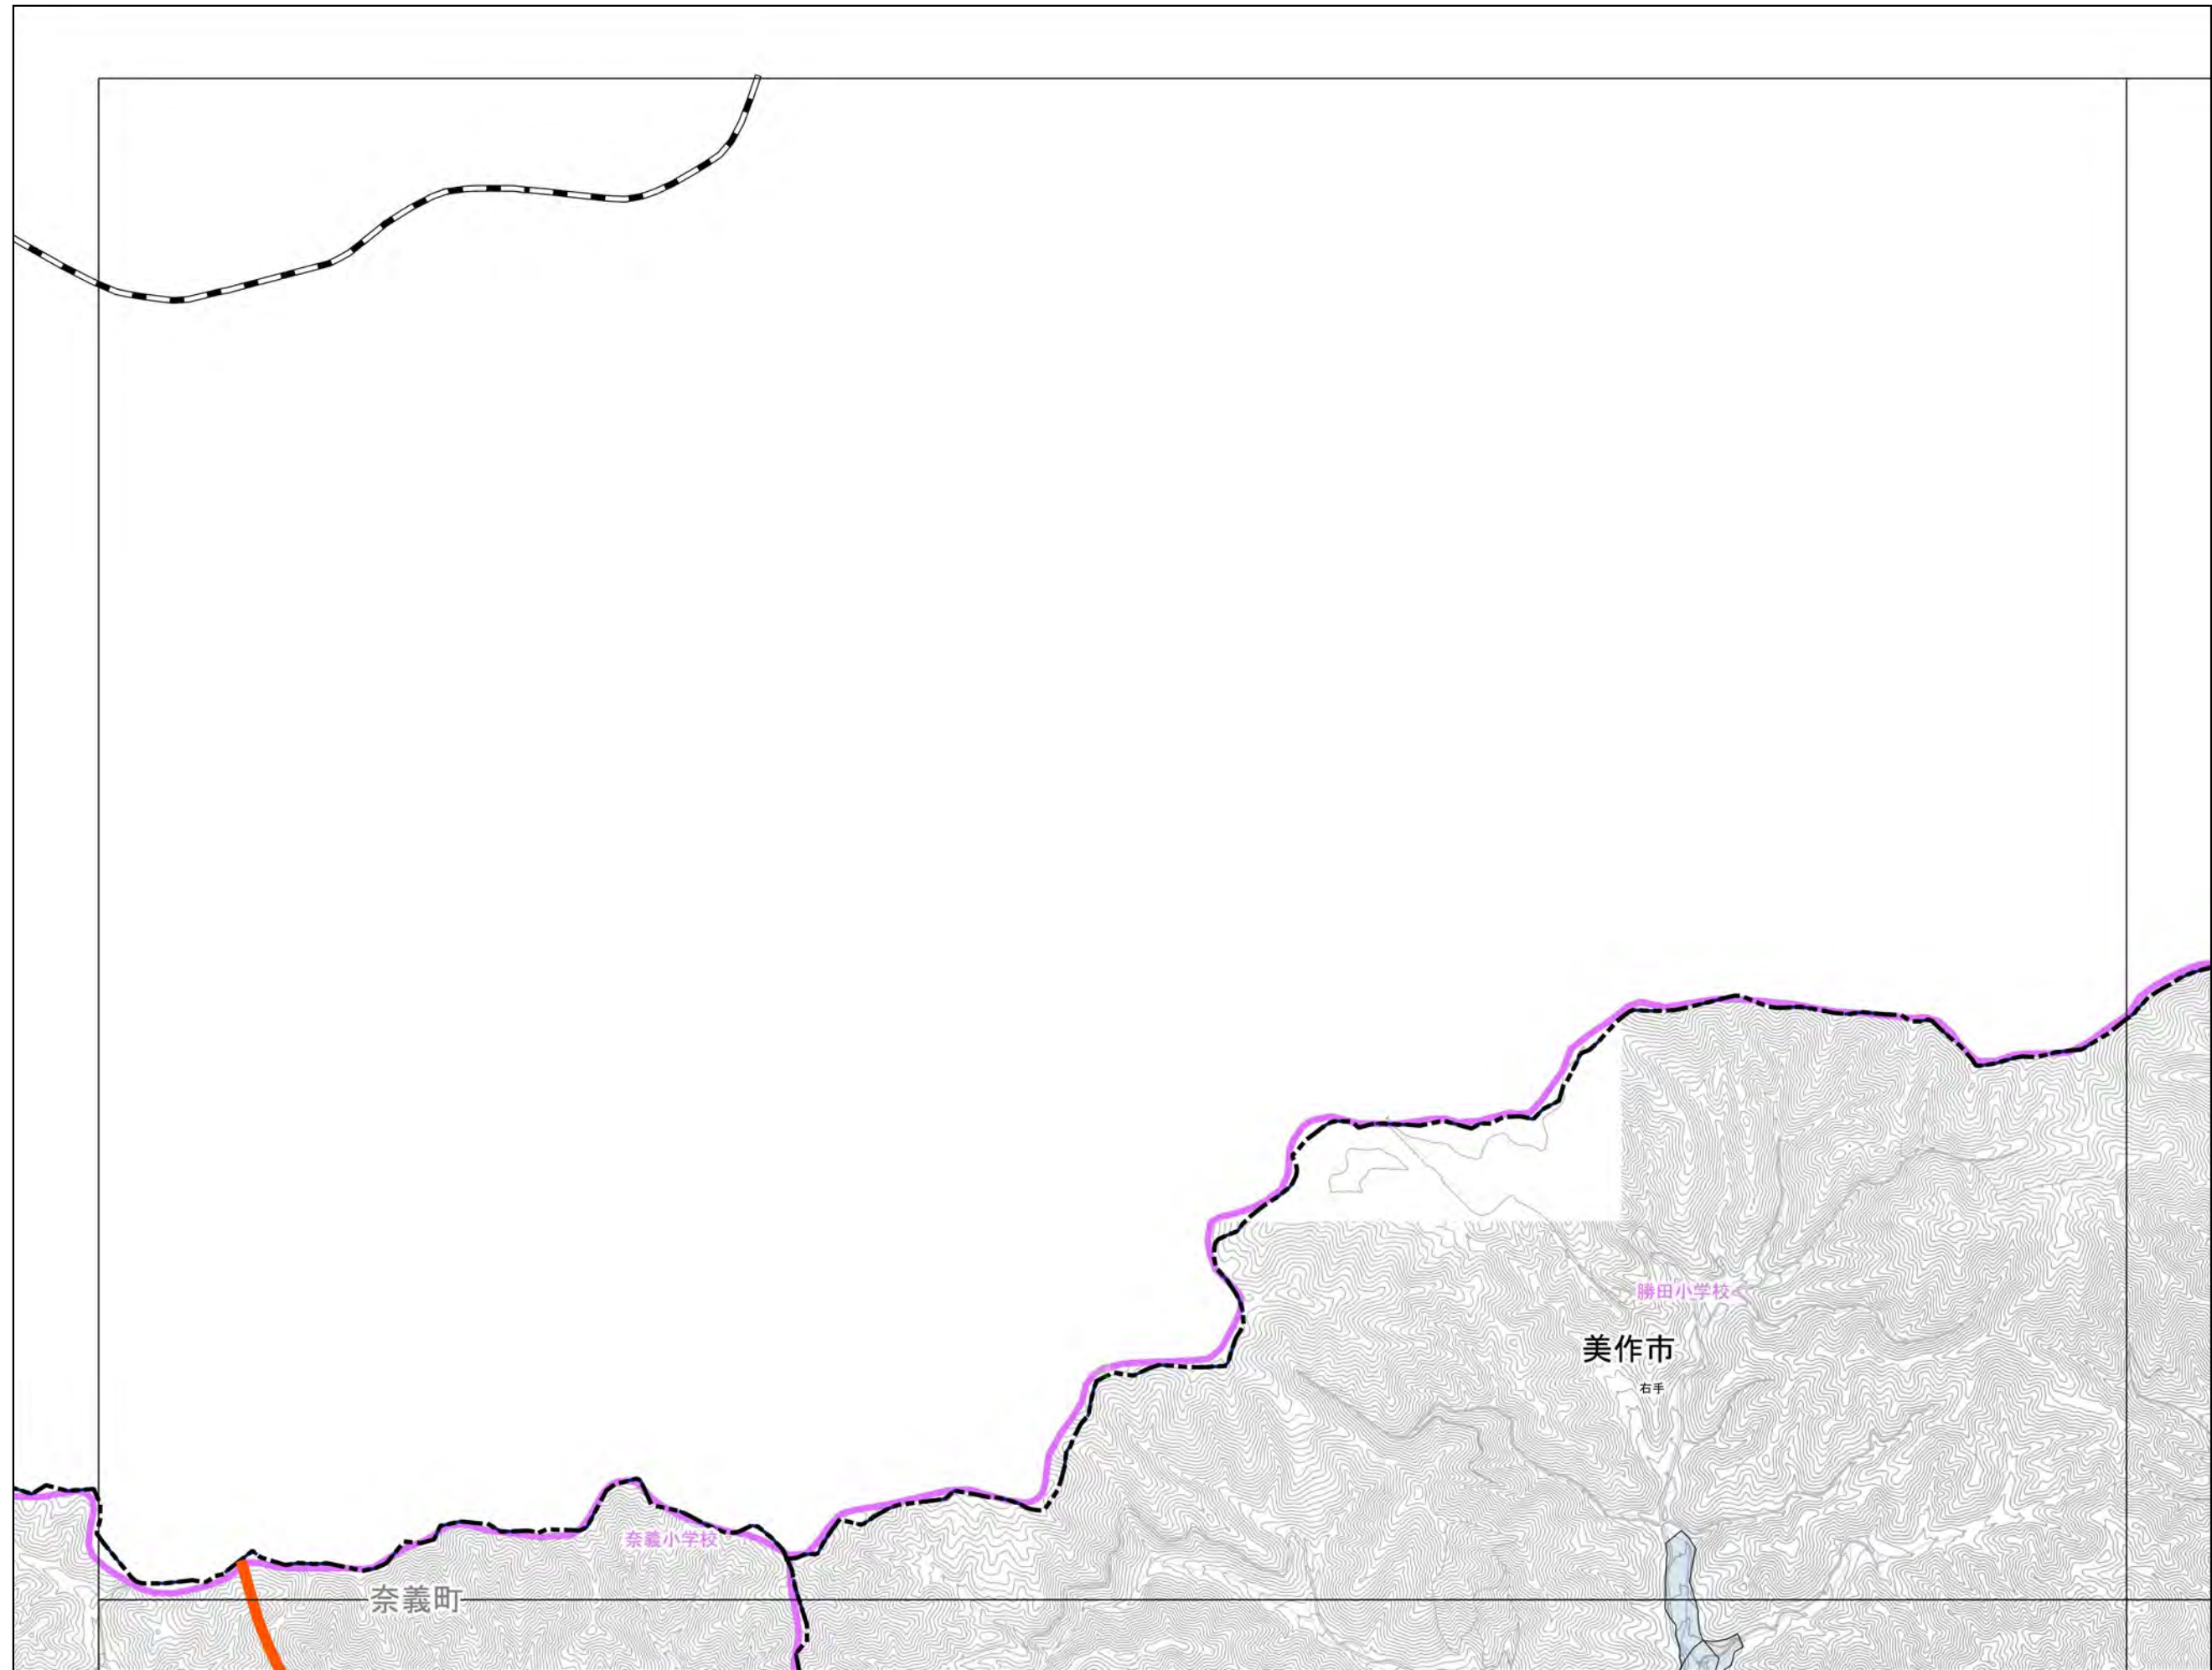 勝田小学校
美作市
右手
奈義小学校
奈義町